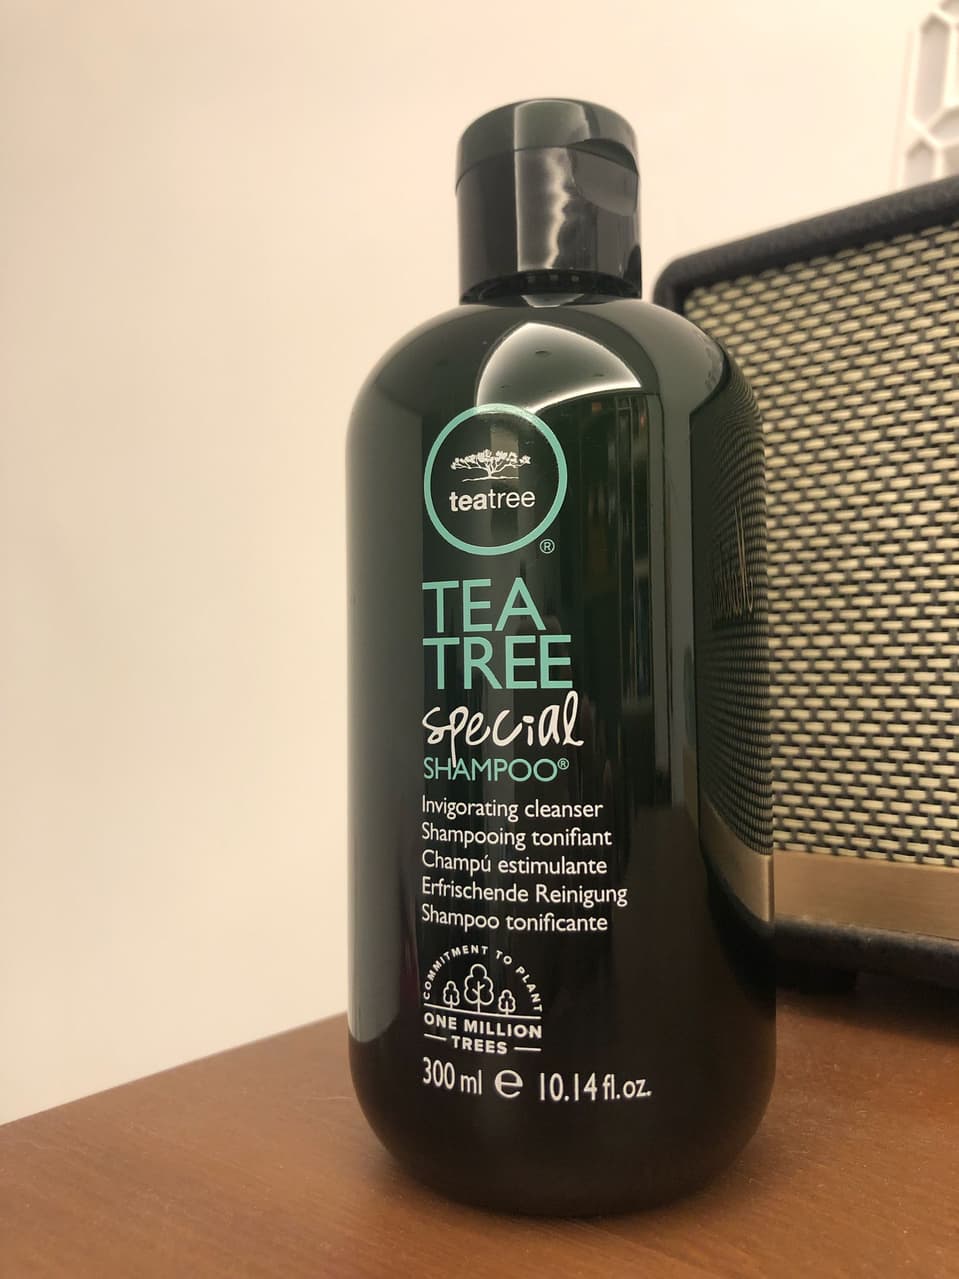 teatree
®
TEA
TREE
special
SHAMPOO®
Invigorating cleanser
Shampooing tonifiant
Champú estimulante
Erfrischende Reinigung
Shampoo tonificante
COMMITMENT TO PLANT
ONE MILLION
TREES
300 ml e 10.14 fl.oz.